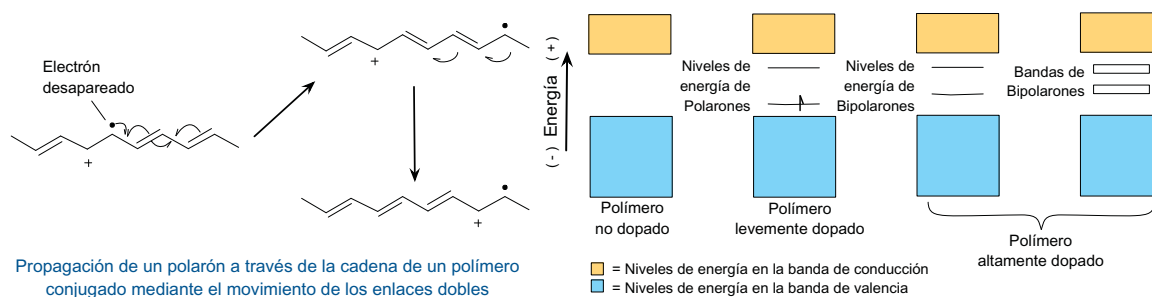 Electrón
desapareado
+
+
+
Propagación de un polarón a través de la cadena de un polímero
conjugado mediante el movimiento de los enlaces dobles
(-) Energía (+)
Niveles de
energía de
Polarones
Niveles de
energía de
Bipolarones
Bandas de
Bipolarones
Polímero
no dopado
Polímero
levemente dopado
Polímero
altamente dopado
= Niveles de energía en la banda de conducción
= Niveles de energía en la banda de valencia